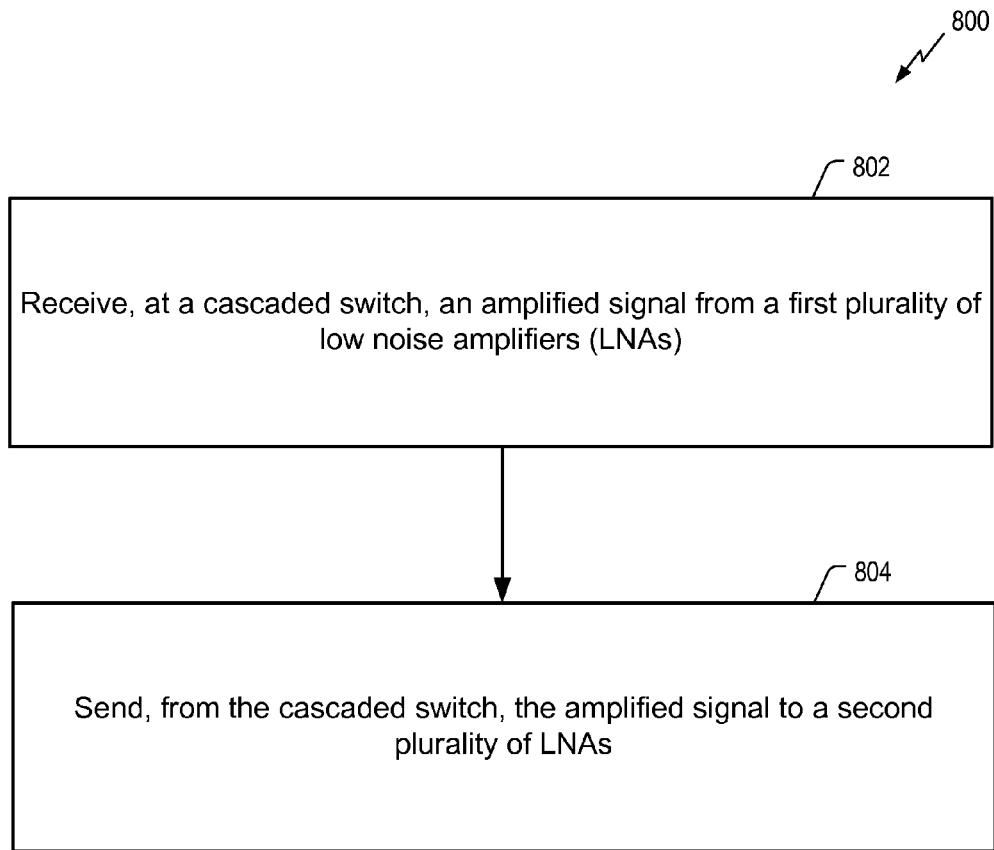 800
802
Receive, at a cascaded switch, an amplified signal from a first plurality of
low noise amplifiers (LNAs)
804
Send, from the cascaded switch, the amplified signal to a second
plurality of LNAs